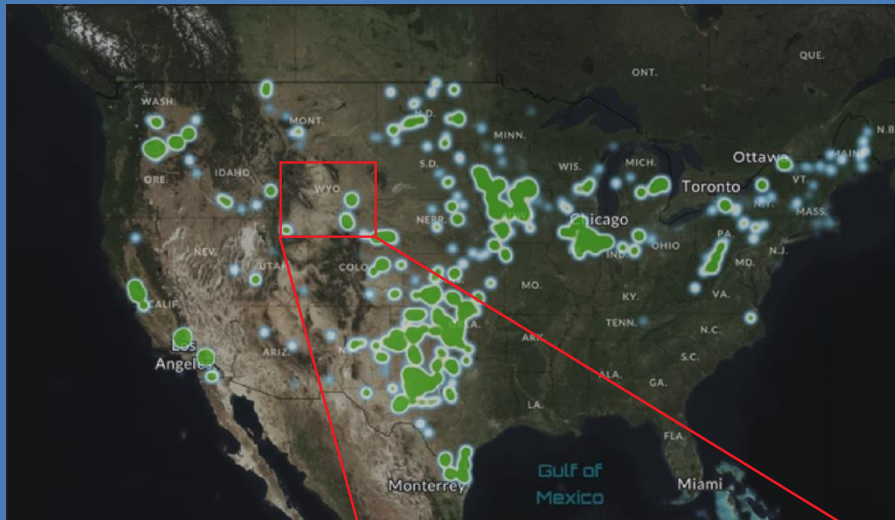 ONT.
QUE.
WASH.
MONT.
N.D.
MINN.
N.B.
MAINE
Ottawa
ORE.
IDAHO
WYO.
S.D.
WIS.
MICH.
Toronto
VT.
N.Y.
MASS.
NEBR.
Chicago
NEV.
UTAH
COLO.
IND.
OHIO
PA.
MD.
N.J.
CALIF.
MO.
KY.
VA.
Los
Angeles
ARIZ.
OKLA.
ARK.
TENN.
N.C.
S.C.
ALA.
GA.
LA.
FLA.
Monterrey
Gulf of
Mexico
Miami